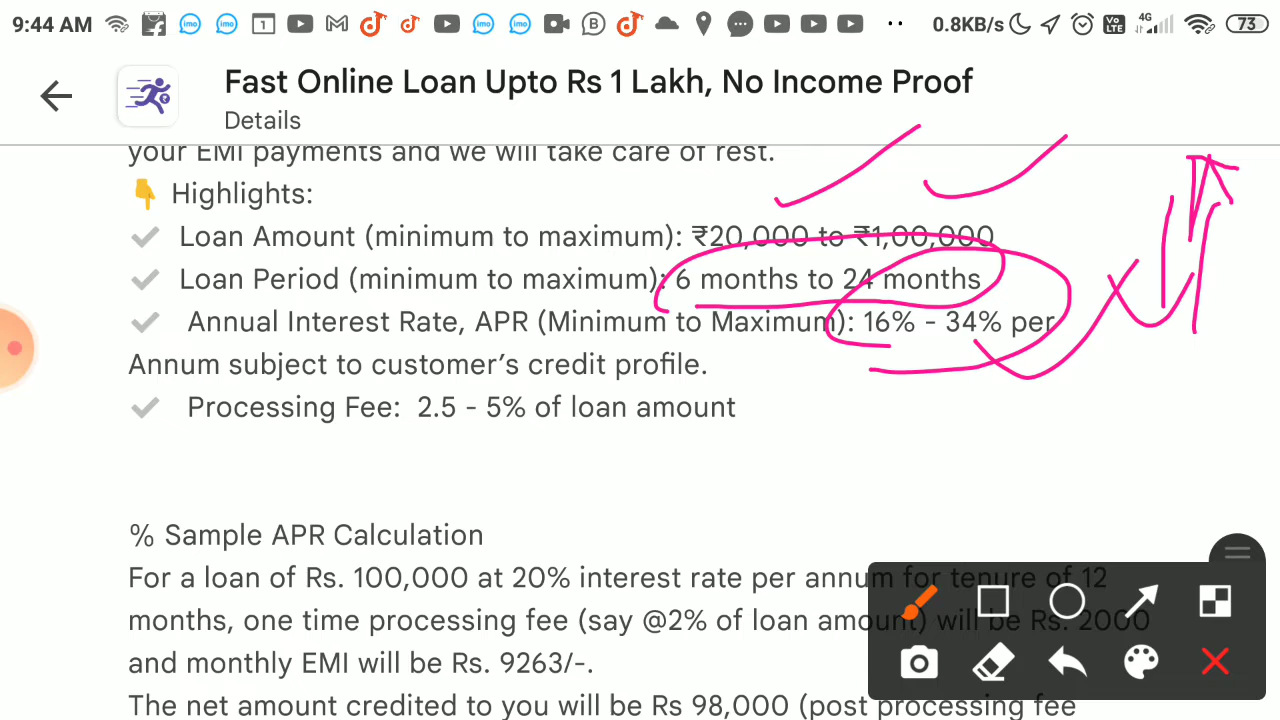 9:44 AM
0.8KB/s 4G 73
Fast Online Loan Upto Rs 1 Lakh, No Income Proof
Details
your EMI payments and we will take care of rest.
👇 Highlights:
✔ Loan Amount (minimum to maximum): ₹20,000 to ₹1,00,000
✔ Loan Period (minimum to maximum): 6 months to 24 months
✔ Annual Interest Rate, APR (Minimum to Maximum): 16% - 34% per
Annum subject to customer’s credit profile.
✔ Processing Fee: 2.5 - 5% of loan amount
% Sample APR Calculation
For a loan of Rs. 100,000 at 20% interest rate per annum for tenure of 12
months, one time processing fee (say @2% of loan amount) will be Rs. 2000
and monthly EMI will be Rs. 9263/-.
The net amount credited to you will be Rs 98,000 (post processing fee